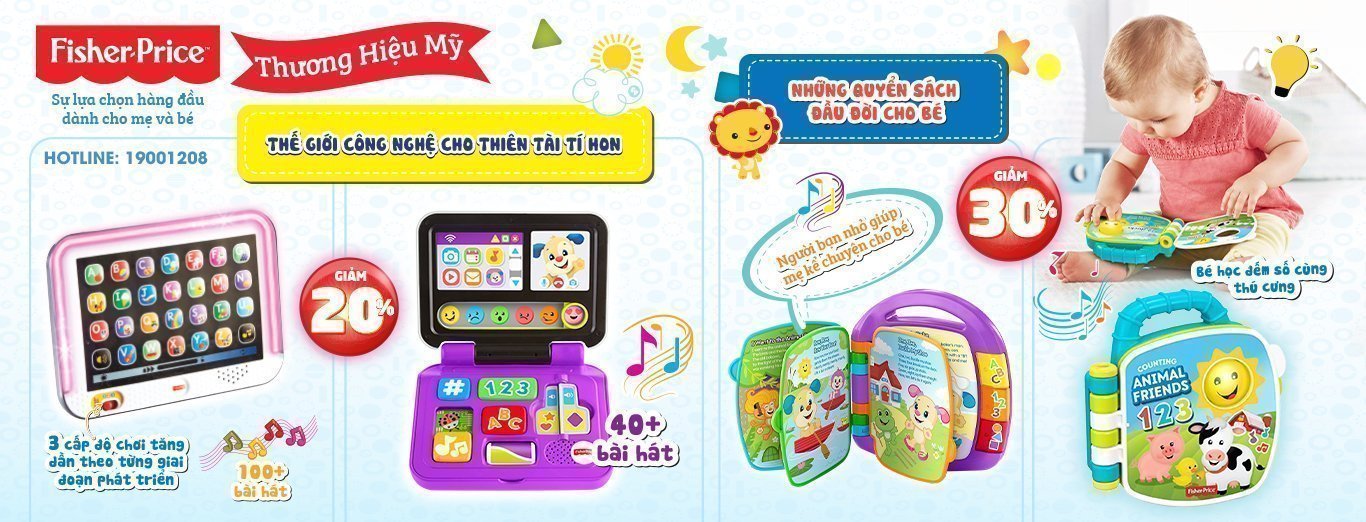 Fisher-Price
Thương Hiệu Mỹ
Sự lựa chọn hàng đầu
dành cho mẹ và bé
HOTLINE: 19001208
THẾ GIỚI CÔNG NGHỆ CHO THIÊN TÀI TÍ HON
NHỮNG QUYỂN SÁCH
ĐẦU ĐỜI CHO BÉ
GIẢM
20%
3 cấp độ chơi tăng
dần theo từng giai
đoạn phát triển
100+
bài hát
# 123
ABC
40+
bài hát
Người bạn nhỏ giúp
mẹ kể chuyện cho bé
GIẢM
30%
Bé học đếm số cùng
thú cưng
COUNTING
ANIMAL
FRIENDS
123
Fisher-Price